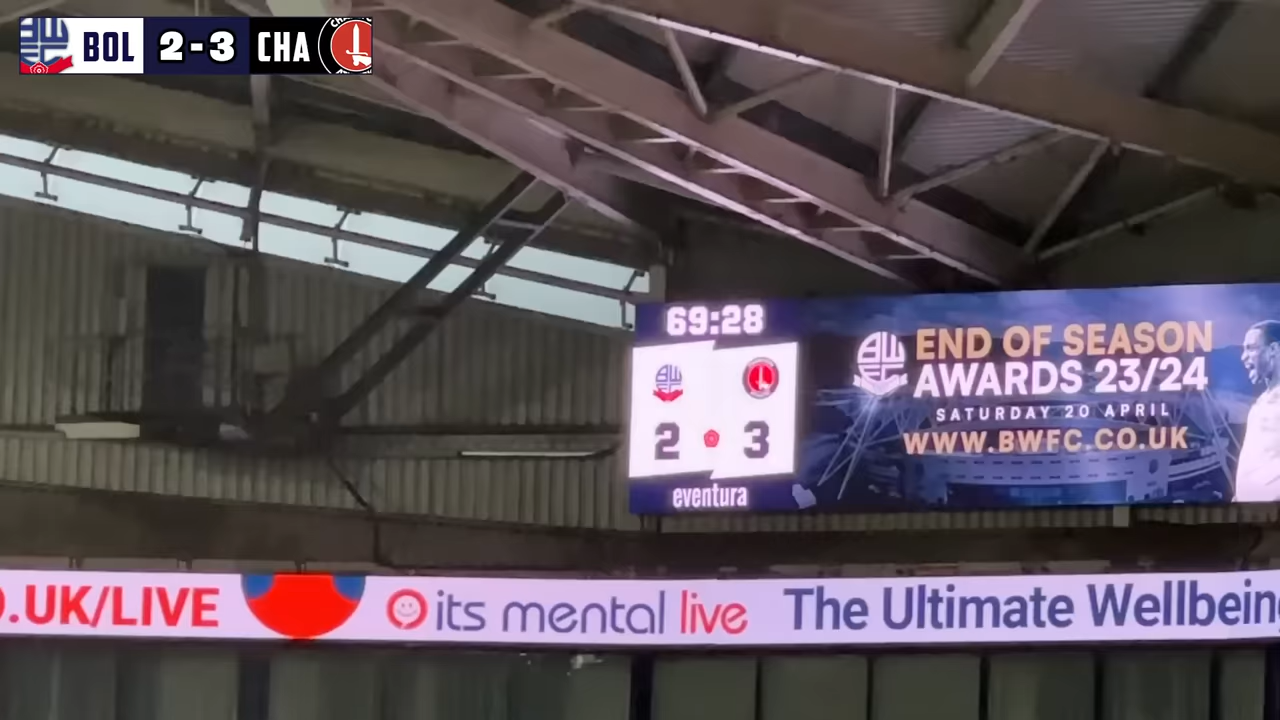 BOL 2-3 CHA
69:28
2 3
eventura
END OF SEASON
AWARDS 23/24
SATURDAY 20 APRIL
WWW.BWFC.CO.UK
.UK/LIVE its mental live The Ultimate Wellbein